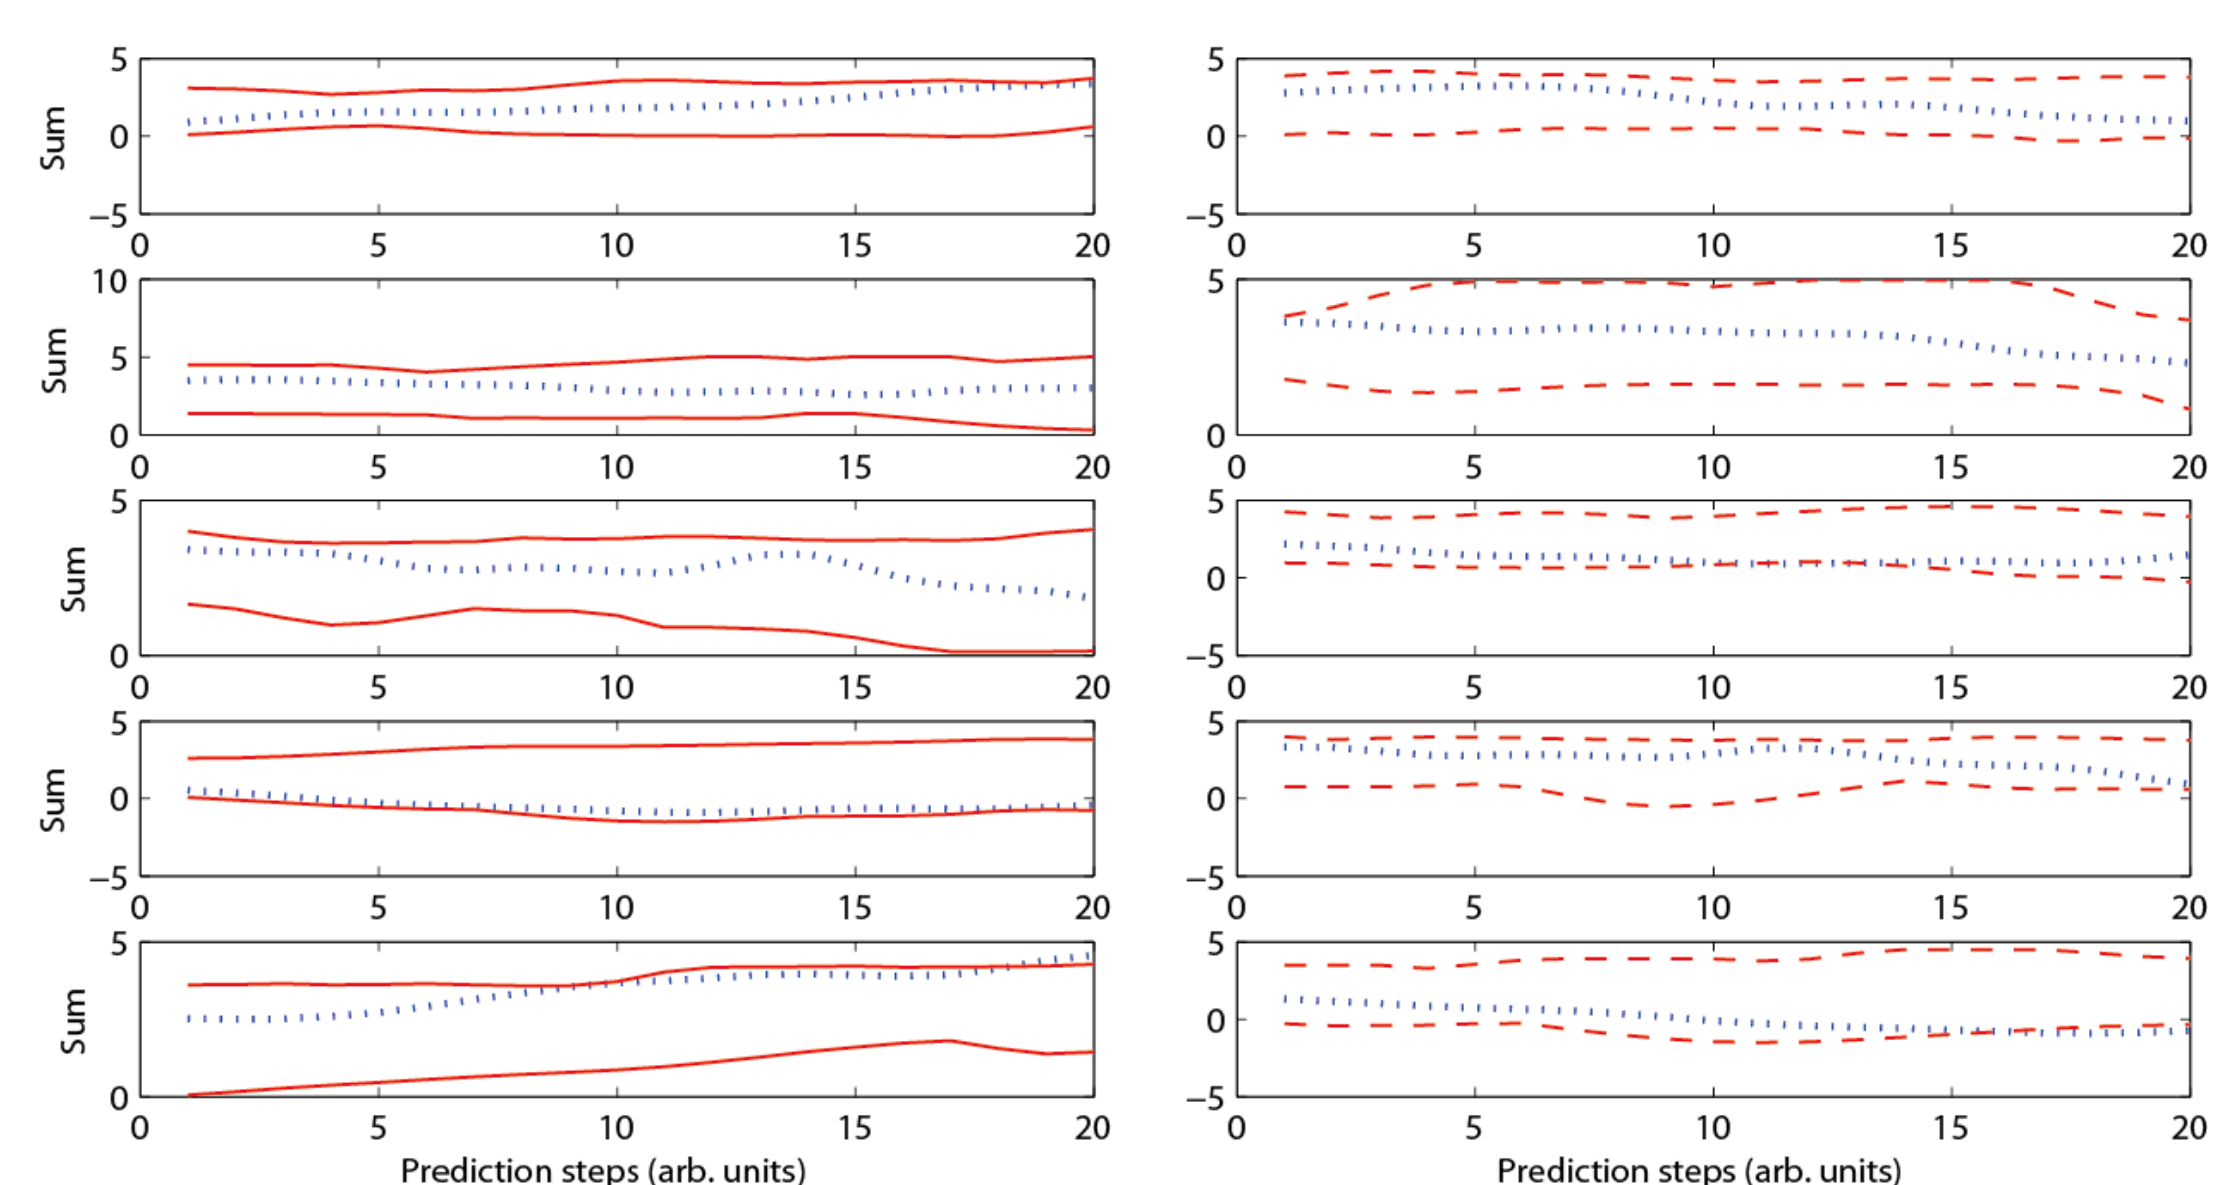 5 5
Sum 0 0
−5 −5
0 5 10 15 20 0 5 10 15 20
10 5
Sum 5
0 0
0 5 10 15 20 0 5 10 15 20
5 5
Sum 0
0 −5
0 5 10 15 20 0 5 10 15 20
5 5
Sum 0 0
−5 −5
0 5 10 15 20 0 5 10 15 20
5 5
Sum 0
0 −5
0 5 10 15 20 0 5 10 15 20
Prediction steps (arb. units) Prediction steps (arb. units)